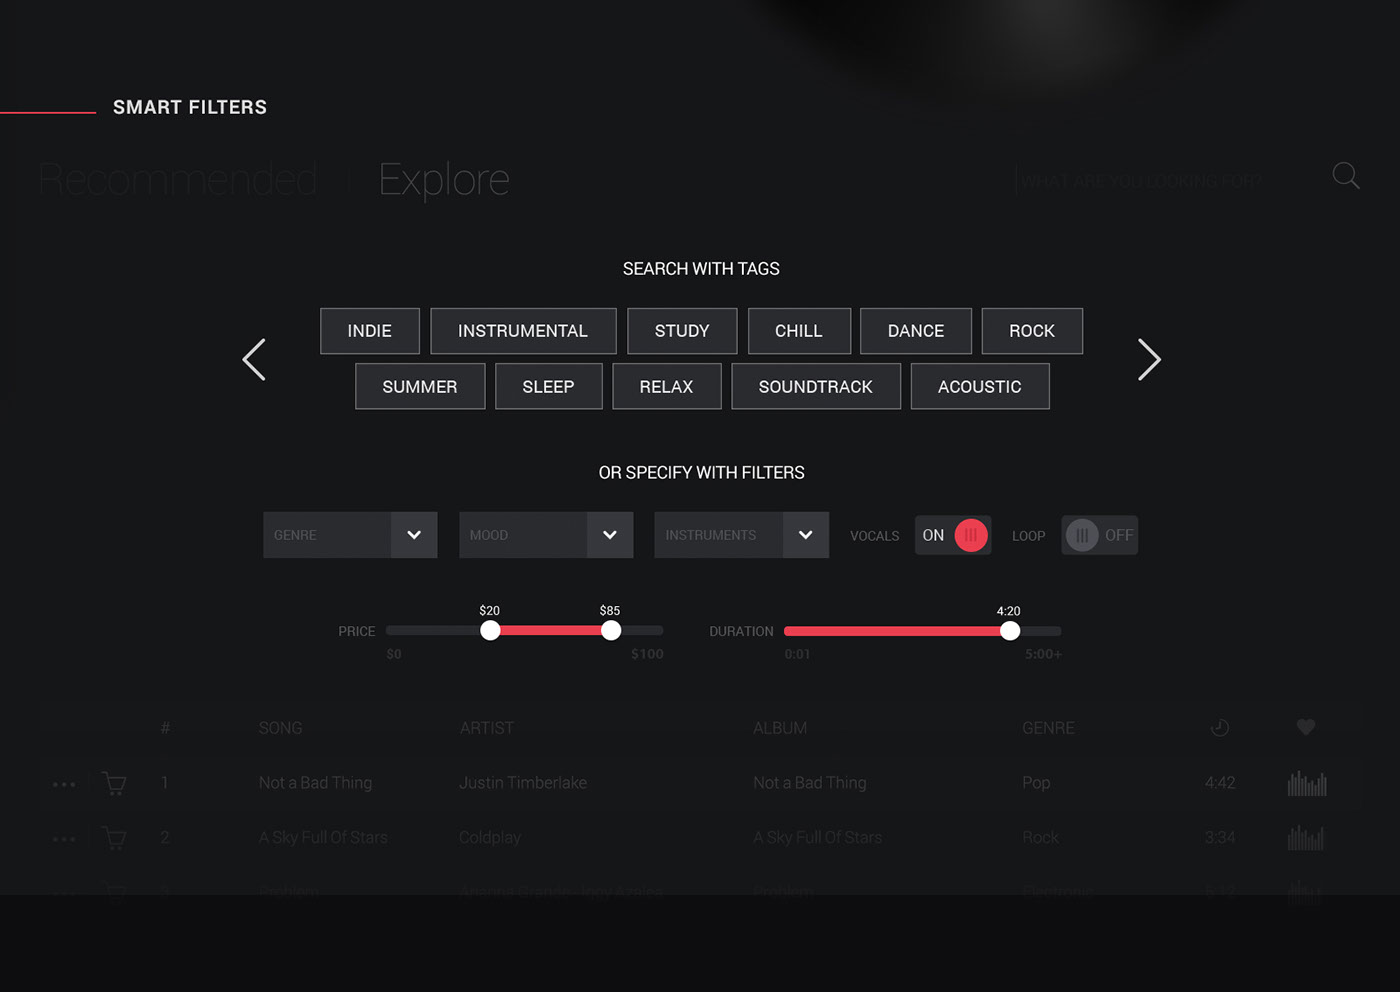 SMART FILTERS
Recommended | Explore
WHAT ARE YOU LOOKING FOR?
SEARCH WITH TAGS
INDIE INSTRUMENTAL STUDY CHILL DANCE ROCK
SUMMER SLEEP RELAX SOUNDTRACK ACOUSTIC
OR SPECIFY WITH FILTERS
GENRE MOOD INSTRUMENTS VOCALS ON LOOP OFF
$20 $85 4:20
PRICE DURATION
$0 $100 0:01 5:00+
# SONG ARTIST ALBUM GENRE
1 Not a Bad Thing Justin Timberlake Not a Bad Thing Pop 4:42
2 A Sky Full Of Stars Coldplay A Sky Full Of Stars Rock 3:34
3 Problem Arianna Grande - Iggy Azalea Problem Electronic 5:12